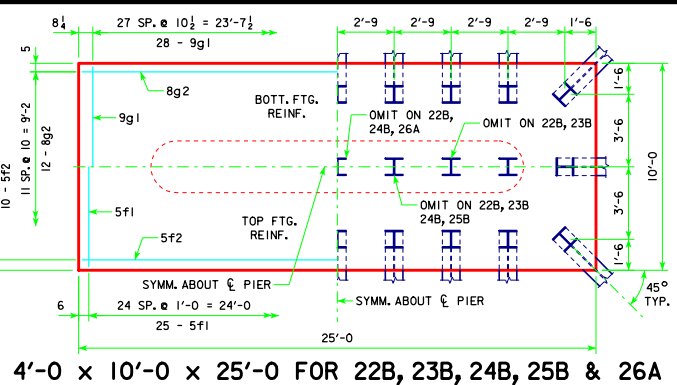 8¼
27 SP. @ 10½ = 23'-7½
28 - 9g1
2'-9
2'-9
2'-9
2'-9
1'-6
5
8g2
9g1
BOTT. FTG.
REINF.
OMIT ON 22B,
24B, 26A
OMIT ON 22B, 23B
1'-6
3'-6
10'-0
3'-6
1'-6
10 - 5f2
11 SP. @ 10 = 9'-2
12 - 8g2
5f1
5f2
TOP FTG.
REINF.
OMIT ON 22B, 23B
24B, 25B
SYMM. ABOUT ℄ PIER
SYMM. ABOUT ℄ PIER
45°
TYP.
6
24 SP. @ 1'-0 = 24'-0
25 - 5f1
25'-0
4'-0 x 10'-0 x 25'-0 FOR 22B, 23B, 24B, 25B & 26A